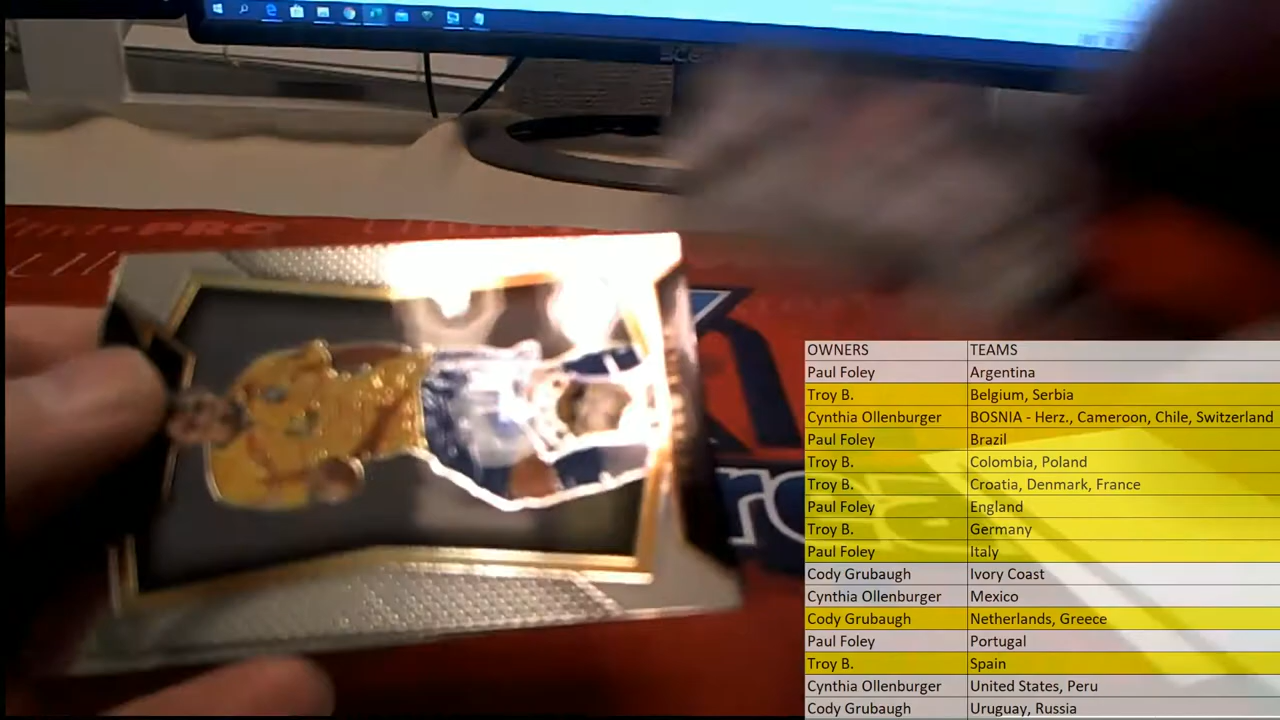 OWNERS TEAMS
Paul Foley Argentina
Troy B. Belgium, Serbia
Cynthia Ollenburger BOSNIA - Herz., Cameroon, Chile, Switzerland
Paul Foley Brazil
Troy B. Colombia, Poland
Troy B. Croatia, Denmark, France
Paul Foley England
Troy B. Germany
Paul Foley Italy
Cody Grubaugh Ivory Coast
Cynthia Ollenburger Mexico
Cody Grubaugh Netherlands, Greece
Paul Foley Portugal
Troy B. Spain
Cynthia Ollenburger United States, Peru
Cody Grubaugh Uruguay, Russia